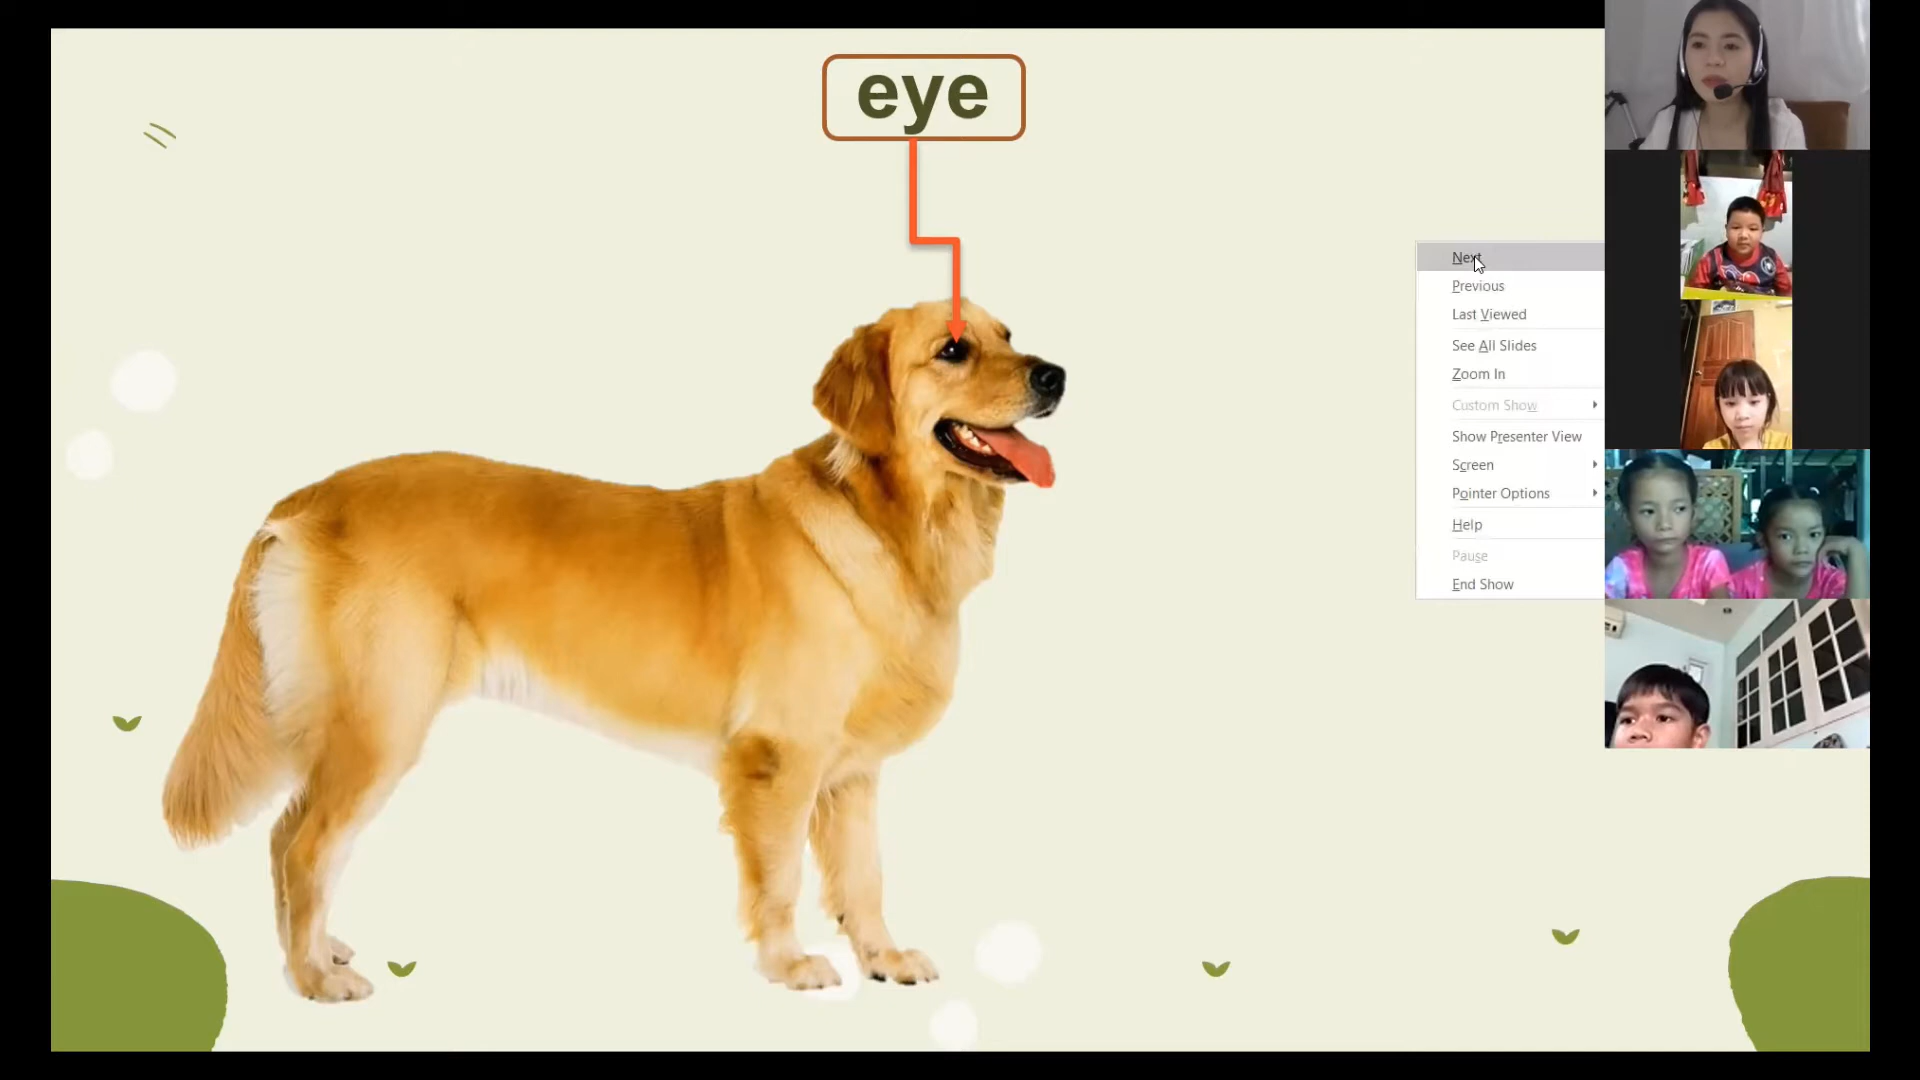 eye
Next
Previous
Last Viewed
See All Slides
Zoom In
Custom Show
Show Presenter View
Screen
Pointer Options
Help
Pause
End Show